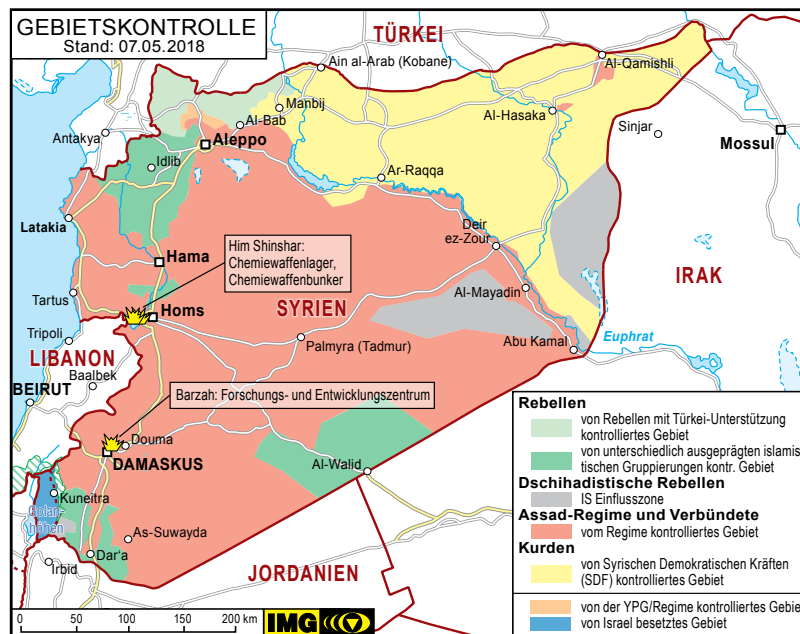 GEBIETSKONTROLLE
Stand: 07.05.2018
TÜRKEI
Ain al-Arab (Kobane)
Al-Qamishli
Manbij
Al-Bab
Al-Hasaka
Antakya
Aleppo
Sinjar
Mossul
Idlib
Ar-Raqqa
Latakia
Deir
ez-Zour
Him Shinshar:
Chemiewaffenlager,
Chemiewaffenbunker
Hama
IRAK
Al-Mayadin
Tartus
Homs
SYRIEN
Tripoli
Palmyra (Tadmur)
Abu Kamal
Euphrat
LIBANON
Baalbek
BEIRUT
Barzah: Forschungs- und Entwicklungszentrum
Douma
DAMASKUS
Al-Walid
Kuneitra
Golan-
höhen
As-Suwayda
Dar'a
Irbid
JORDANIEN
Rebellen
von Rebellen mit Türkei-Unterstützung
kontrolliertes Gebiet
von unterschiedlich ausgeprägten islamis-
tischen Gruppierungen kontr. Gebiet
Dschihadistische Rebellen
IS Einflusszone
Assad-Regime und Verbündete
vom Regime kontrolliertes Gebiet
Kurden
von Syrischen Demokratischen Kräften
(SDF) kontrolliertes Gebiet
von der YPG/Regime kontrolliertes Gebiet
von Israel besetztes Gebiet
0 50 100 150 200 km
IMG